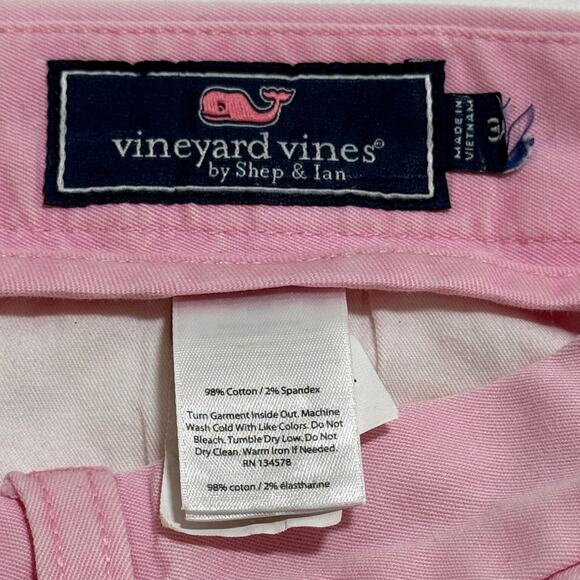 vineyard vines®
by Shep & Ian
MADE IN
VIETNAM
98% Cotton / 2% Spandex
Turn Garment Inside Out. Machine
Wash Cold With Like Colors. Do Not
Bleach. Tumble Dry Low. Do Not
Dry Clean. Warm Iron If Needed.
RN 134578
98% coton / 2% élasthanne